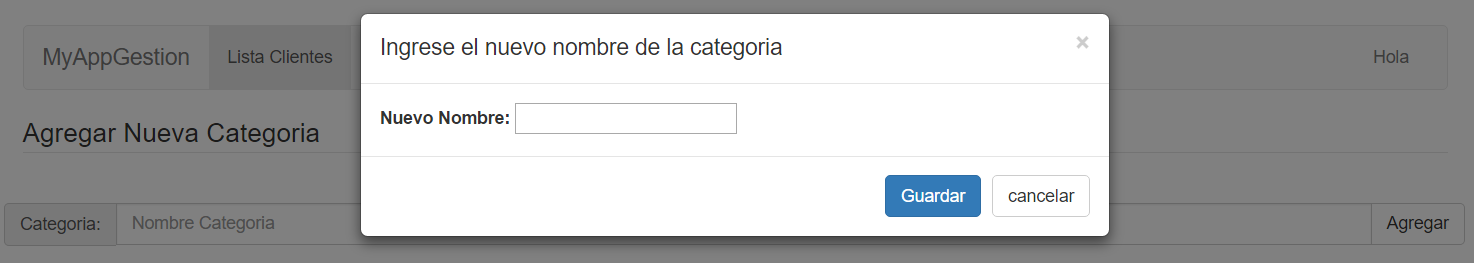 MyAppGestion Lista Clientes Hola
Ingrese el nuevo nombre de la categoria ×
Nuevo Nombre:
Guardar cancelar
Agregar Nueva Categoria
Categoria: Nombre Categoria Agregar